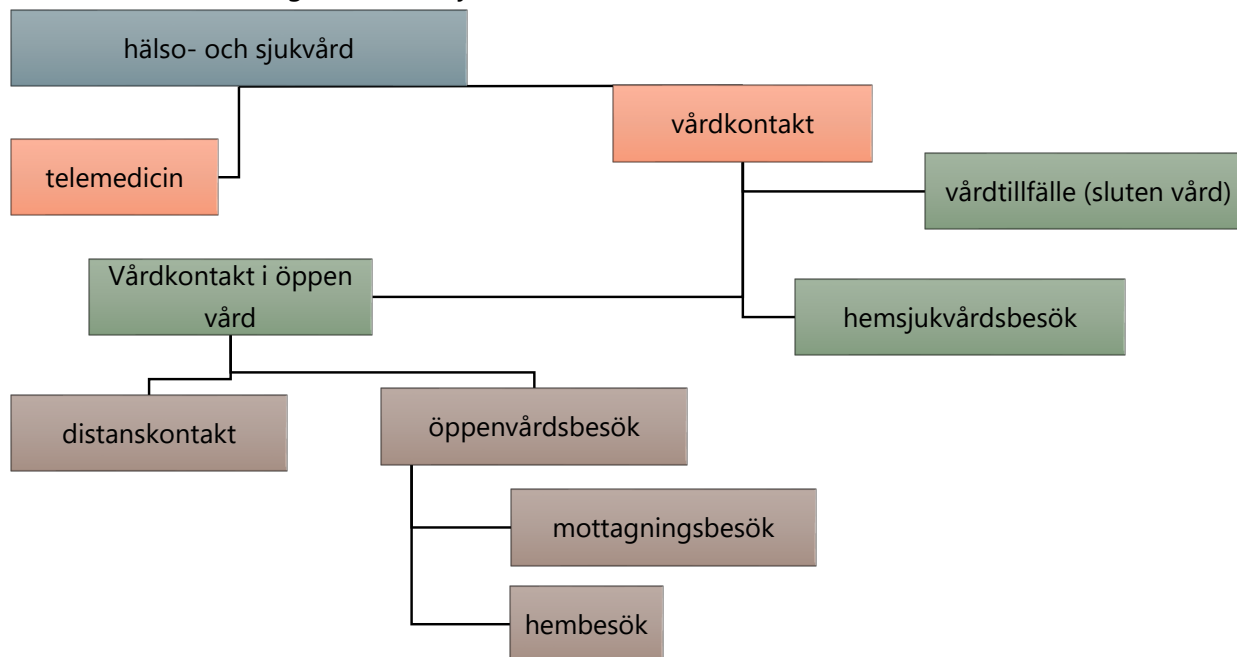 hälso- och sjukvård
vårdkontakt
telemedicin
vårdtillfälle (sluten vård)
Vårdkontakt i öppen
vård
hemsjukvårdsbesök
distanskontakt
öppenvårdsbesök
mottagningsbesök
hembesök